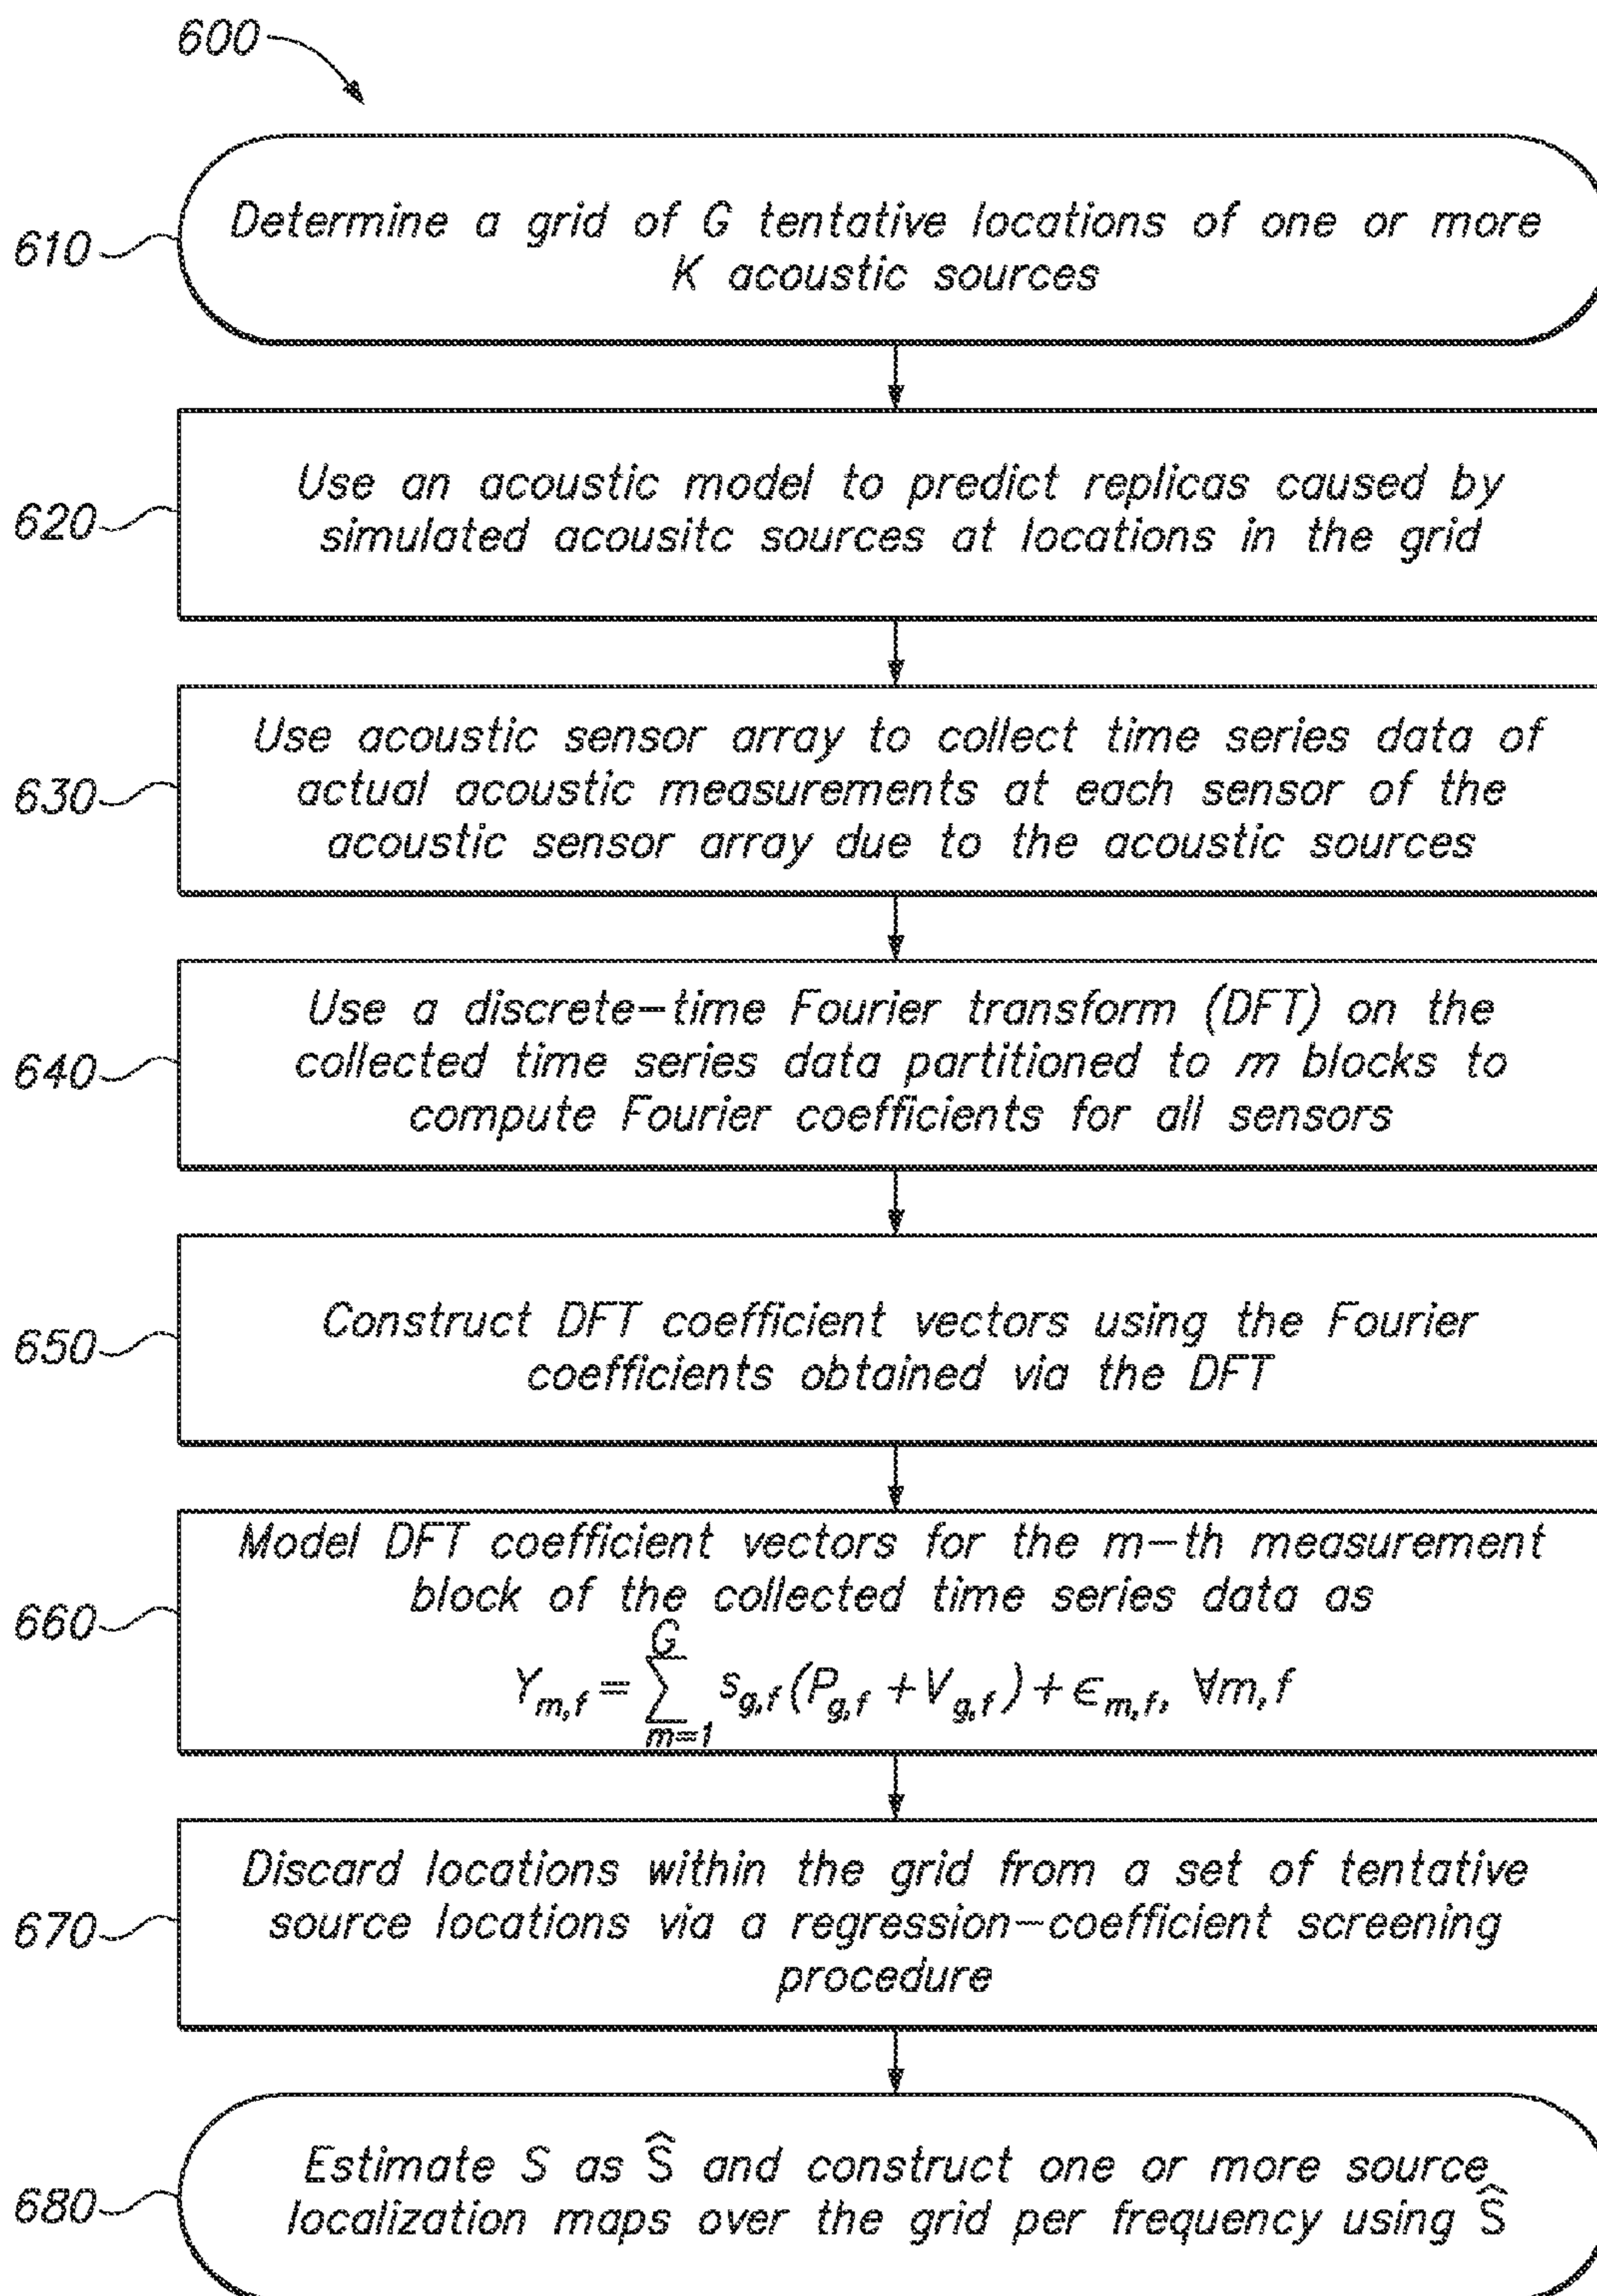 600
610
Determine a grid of G tentative locations of one or more
K acoustic sources
620
Use an acoustic model to predict replicas caused by
simulated acousitc sources at locations in the grid
630
Use acoustic sensor array to collect time series data of
actual acoustic measurements at each sensor of the
acoustic sensor array due to the acoustic sources
640
Use a discrete-time Fourier transform (DFT) on the
collected time series data partitioned to m blocks to
compute Fourier coefficients for all sensors
650
Construct DFT coefficient vectors using the Fourier
coefficients obtained via the DFT
660
Model DFT coefficient vectors for the m-th measurement
block of the collected time series data as
Y_{m,f} = \sum_{m=1}^{G} s_{g,f} (P_{g,f} + V_{g,f}) + ϵ_{m,f}, ∀m,f
670
Discard locations within the grid from a set of tentative
source locations via a regression-coefficient screening
procedure
680
Estimate S as Ŝ and construct one or more source
localization maps over the grid per frequency using Ŝ